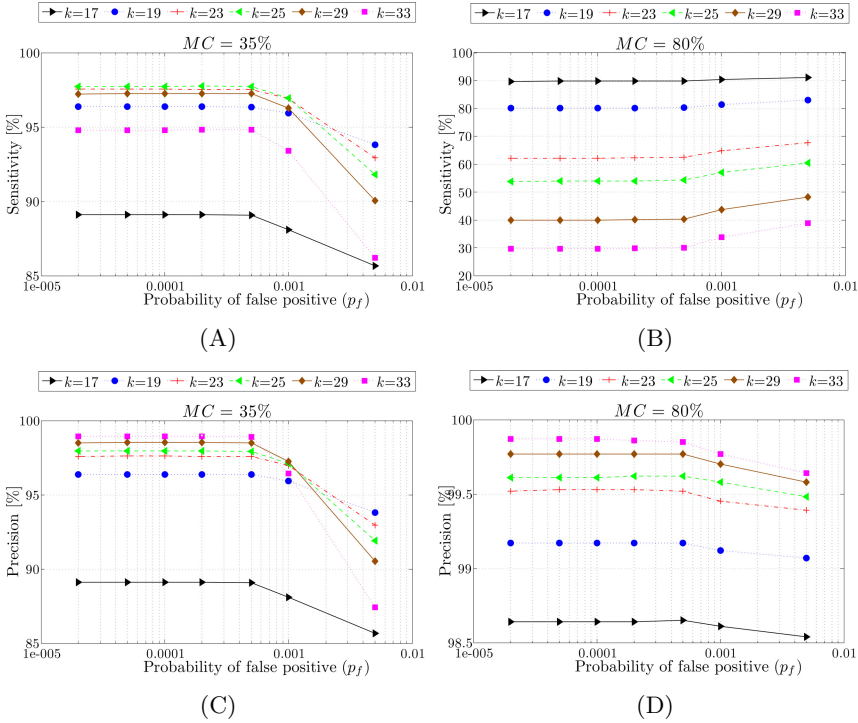 k=17 k=19 k=23 k=25 k=29 k=33
MC = 35%
100
95
90
85
Sensitivity [%]
1e-005 0.0001 0.001 0.01
Probability of false positive (pf)
(A)
k=17 k=19 k=23 k=25 k=29 k=33
MC = 80%
100
90
80
70
60
50
40
30
20
Sensitivity [%]
1e-005 0.0001 0.001 0.01
Probability of false positive (pf)
(B)
k=17 k=19 k=23 k=25 k=29 k=33
MC = 35%
100
95
90
85
Precision [%]
1e-005 0.0001 0.001 0.01
Probability of false positive (pf)
(C)
k=17 k=19 k=23 k=25 k=29 k=33
MC = 80%
100
99.5
99
98.5
Precision [%]
1e-005 0.0001 0.001 0.01
Probability of false positive (pf)
(D)